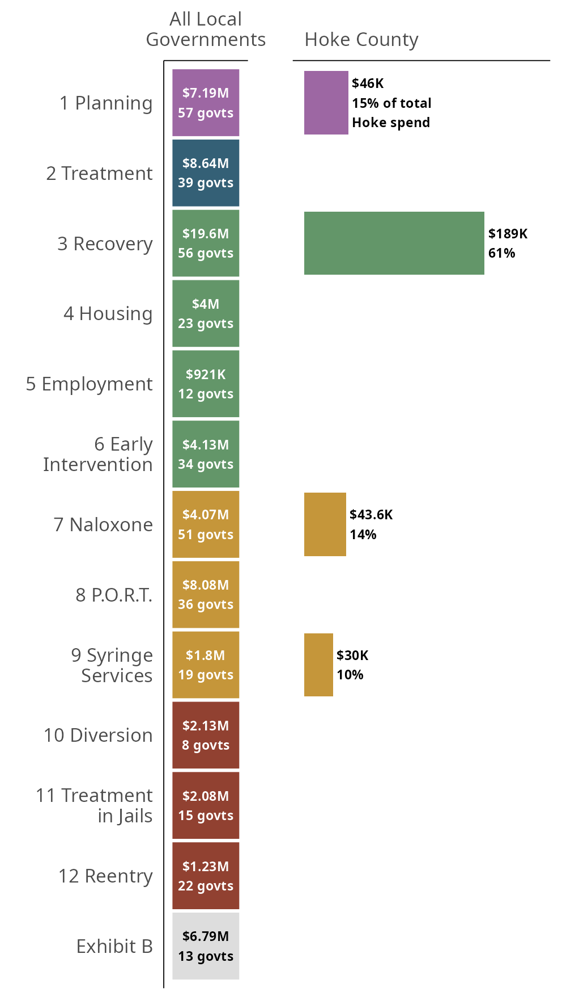 All Local
Governments
Hoke County
1 Planning
$7.19M
57 govts
$46K
15% of total
Hoke spend
2 Treatment
$8.64M
39 govts
3 Recovery
$19.6M
56 govts
$189K
61%
4 Housing
$4M
23 govts
5 Employment
$921K
12 govts
6 Early
Intervention
$4.13M
34 govts
7 Naloxone
$4.07M
51 govts
$43.6K
14%
8 P.O.R.T.
$8.08M
36 govts
9 Syringe
Services
$1.8M
19 govts
$30K
10%
10 Diversion
$2.13M
8 govts
11 Treatment
in Jails
$2.08M
15 govts
12 Reentry
$1.23M
22 govts
Exhibit B
$6.79M
13 govts